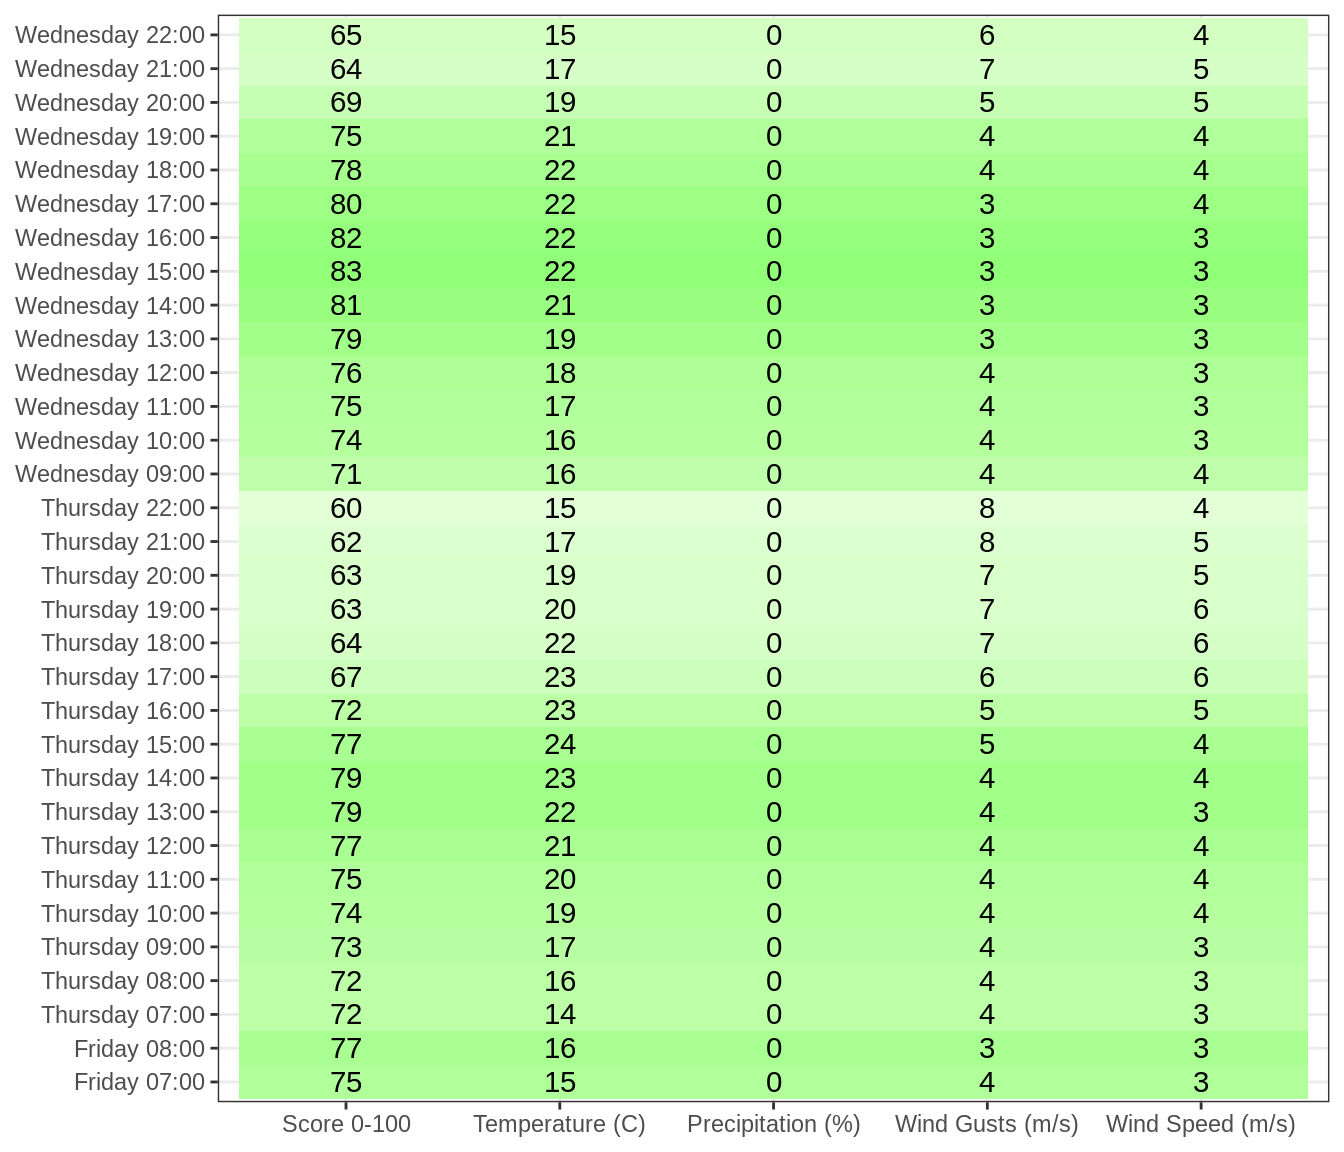 Wednesday 22:00 65 15 0 6 4
Wednesday 21:00 64 17 0 7 5
Wednesday 20:00 69 19 0 5 5
Wednesday 19:00 75 21 0 4 4
Wednesday 18:00 78 22 0 4 4
Wednesday 17:00 80 22 0 3 4
Wednesday 16:00 82 22 0 3 3
Wednesday 15:00 83 22 0 3 3
Wednesday 14:00 81 21 0 3 3
Wednesday 13:00 79 19 0 3 3
Wednesday 12:00 76 18 0 4 3
Wednesday 11:00 75 17 0 4 3
Wednesday 10:00 74 16 0 4 3
Wednesday 09:00 71 16 0 4 4
Thursday 22:00 60 15 0 8 4
Thursday 21:00 62 17 0 8 5
Thursday 20:00 63 19 0 7 5
Thursday 19:00 63 20 0 7 6
Thursday 18:00 64 22 0 7 6
Thursday 17:00 67 23 0 6 6
Thursday 16:00 72 23 0 5 5
Thursday 15:00 77 24 0 5 4
Thursday 14:00 79 23 0 4 4
Thursday 13:00 79 22 0 4 3
Thursday 12:00 77 21 0 4 4
Thursday 11:00 75 20 0 4 4
Thursday 10:00 74 19 0 4 4
Thursday 09:00 73 17 0 4 3
Thursday 08:00 72 16 0 4 3
Thursday 07:00 72 14 0 4 3
Friday 08:00 77 16 0 3 3
Friday 07:00 75 15 0 4 3
Score 0-100 Temperature (C) Precipitation (%) Wind Gusts (m/s) Wind Speed (m/s)